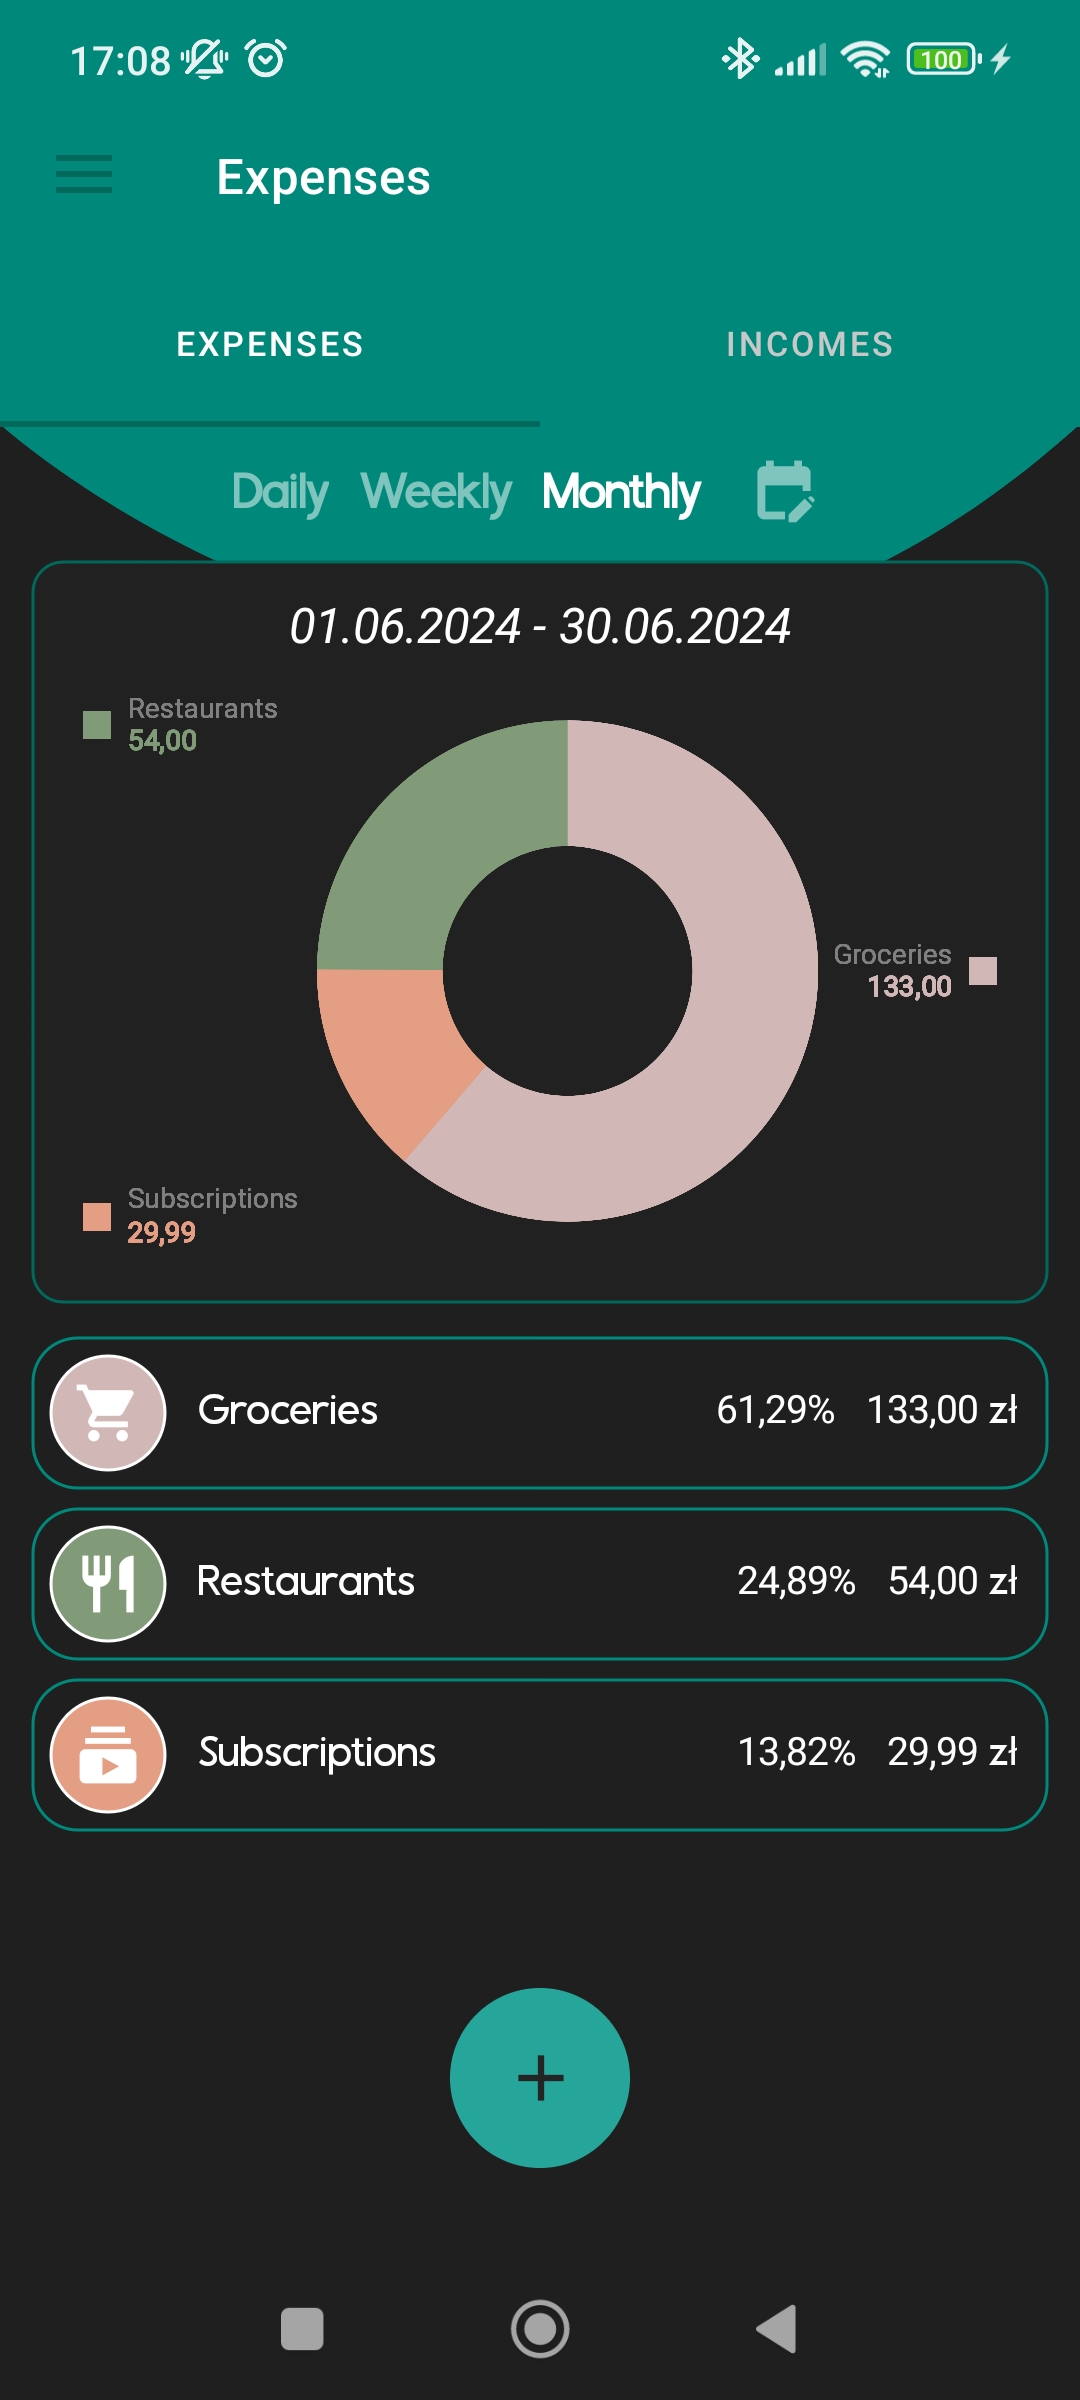 17:08 100
Expenses
EXPENSES INCOMES
Daily Weekly Monthly
01.06.2024 - 30.06.2024
Restaurants
54,00
Groceries
133,00
Subscriptions
29,99
Groceries 61,29% 133,00 zł
Restaurants 24,89% 54,00 zł
Subscriptions 13,82% 29,99 zł
+